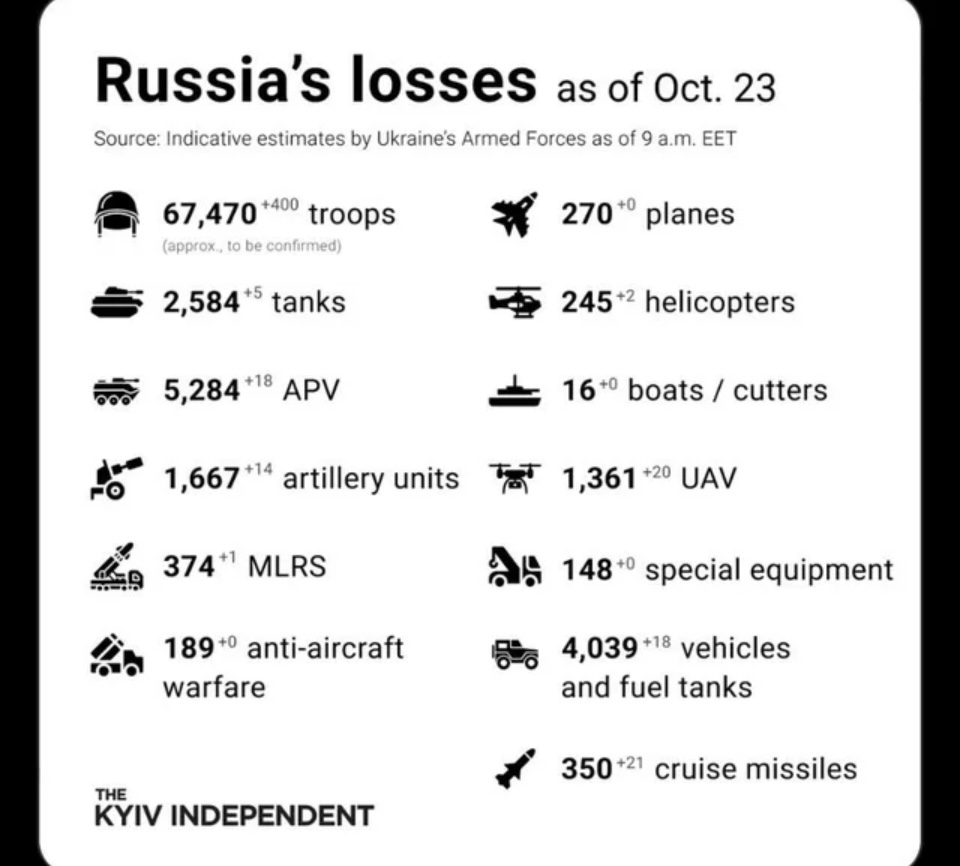 Russia's losses as of Oct. 23
Source: Indicative estimates by Ukraine's Armed Forces as of 9 a.m. EET
67,470 +400 troops
(approx., to be confirmed)
2,584 +5 tanks
5,284 +18 APV
1,667 +14 artillery units
374 +1 MLRS
189 +0 anti-aircraft
warfare
270 +0 planes
245 +2 helicopters
16 +0 boats / cutters
1,361 +20 UAV
148 +0 special equipment
4,039 +18 vehicles
and fuel tanks
350 +21 cruise missiles
THE
KYIV INDEPENDENT